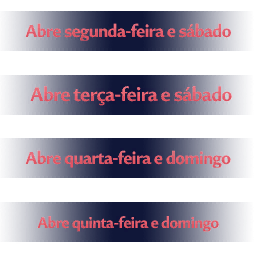 Abre segunda-feira e sábado
Abre terça-feira e sábado
Abre quarta-feira e domingo
Abre quinta-feira e domingo